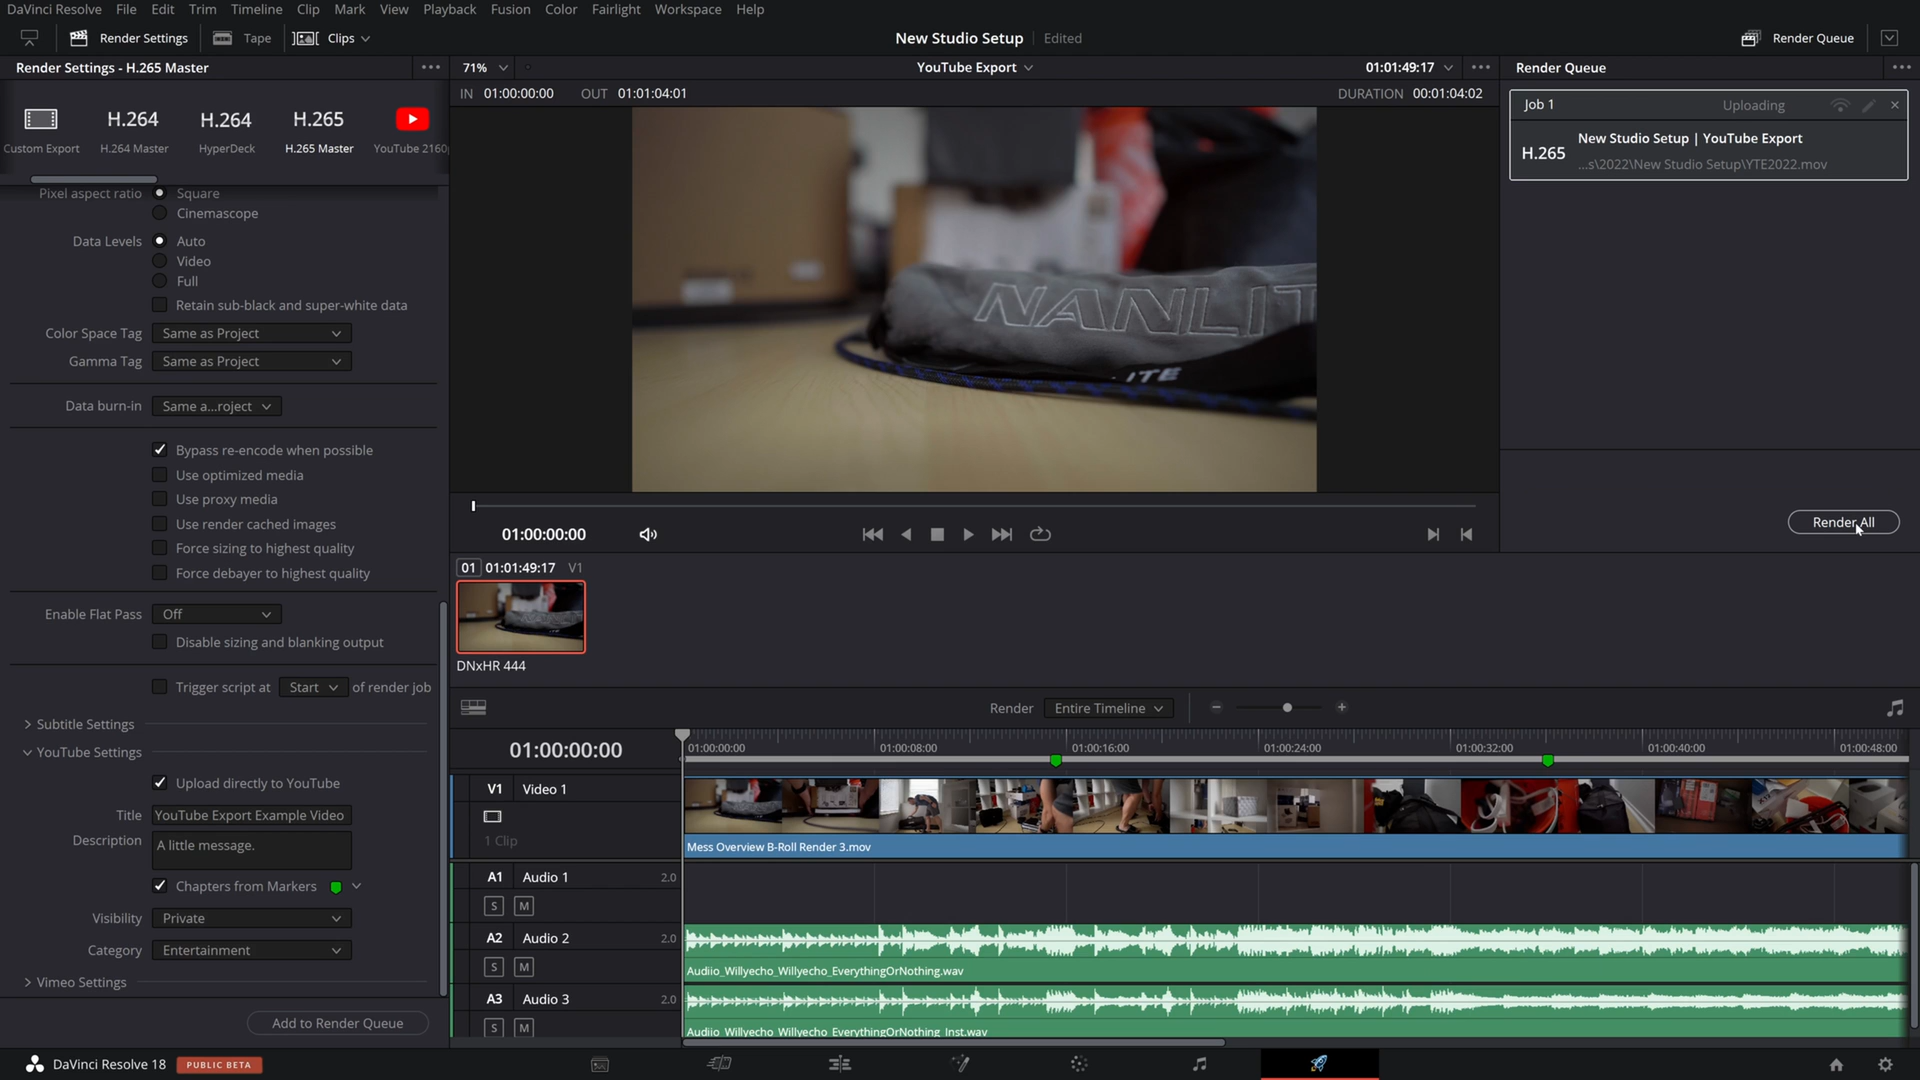 DaVinci Resolve File Edit Trim Timeline Clip Mark View Playback Fusion Color Fairlight Workspace Help
Render Settings Tape Clips New Studio Setup Edited Render Queue
Render Settings - H.265 Master 71% YouTube Export 01:01:49:17 Render Queue
IN 01:00:00:00 OUT 01:01:04:01 DURATION 00:01:04:02
H.264 H.264 H.265
Custom Export H.264 Master HyperDeck H.265 Master YouTube 2160
Job 1 Uploading
New Studio Setup | YouTube Export
H.265
...s\2022\New Studio Setup\YTE2022.mov
Pixel aspect ratio Square
Cinemascope
Data Levels Auto
Video
Full
Retain sub-black and super-white data
Color Space Tag Same as Project
Gamma Tag Same as Project
Data burn-in Same a...roject
Bypass re-encode when possible
Use optimized media
Use proxy media
Use render cached images
Force sizing to highest quality
Force debayer to highest quality
Enable Flat Pass Off
Disable sizing and blanking output
Trigger script at Start of render job
Subtitle Settings
YouTube Settings
Upload directly to YouTube
Title YouTube Export Example Video
Description A little message.
Chapters from Markers
Visibility Private
Category Entertainment
Vimeo Settings
Add to Render Queue
NANLIT
LITE
01:00:00:00
Render All
01 01:01:49:17 V1
DNxHR 444
Render Entire Timeline
01:00:00:00 01:00:00:00 01:00:08:00 01:00:16:00 01:00:24:00 01:00:32:00 01:00:40:00 01:00:48:00
V1 Video 1
1 Clip
Mess Overview B-Roll Render 3.mov
A1 Audio 1 2.0
S M
A2 Audio 2 2.0
S M
Audiio_Willyecho_Willyecho_EverythingOrNothing.wav
A3 Audio 3 2.0
S M
Audiio_Willyecho_Willyecho_EverythingOrNothing_Inst.wav
DaVinci Resolve 18 PUBLIC BETA